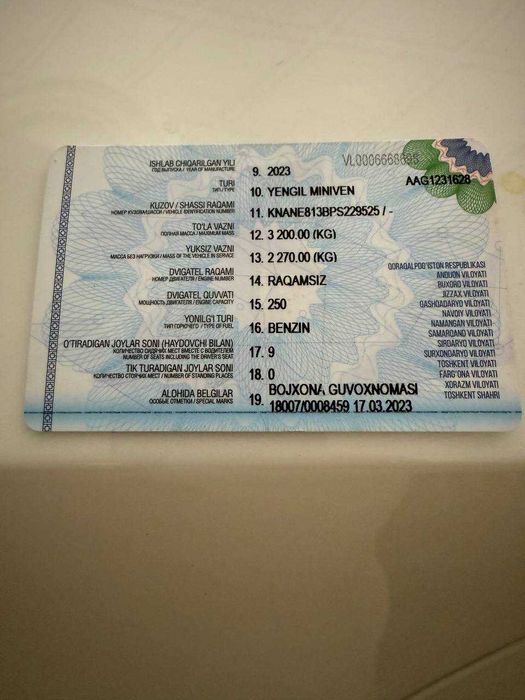 VL0006668695
AAG1231628
ISHLAB CHIQARILGAN YILI
ГОД ВЫПУСКА / YEAR OF MANUFACTURE
9. 2023
TURI
ТИП / TYPE
10. YENGIL MINIVEN
KUZOV / SHASSI RAQAMI
НОМЕР КУЗОВА/ШАССИ / VEHICLE IDENTIFICATION NUMBER
11. KNANE813BPS229525 / -
TO'LA VAZNI
ПОЛНАЯ МАССА / MAXIMUM MASS
12. 3 200.00 (KG)
YUKSIZ VAZNI
МАССА БЕЗ НАГРУЗКИ / MASS OF THE VEHICLE IN SERVICE
13. 2 270.00 (KG)
DVIGATEL RAQAMI
НОМЕР ДВИГАТЕЛЯ / ENGINE NUMBER
14. RAQAMSIZ
DVIGATEL QUVVATI
МОЩНОСТЬ ДВИГАТЕЛЯ / ENGINE CAPACITY
15. 250
YONILG'I TURI
ТИП ГОРЮЧЕГО / TYPE OF FUEL
16. BENZIN
O'TIRADIGAN JOYLAR SONI (HAYDOVCHI BILAN)
КОЛИЧЕСТВО СИДЯЧИХ МЕСТ ВМЕСТЕ С ВОДИТЕЛЕМ
NUMBER OF SEATS INCLUDING THE DRIVER'S SEAT
17. 9
TIK TURADIGAN JOYLAR SONI
КОЛИЧЕСТВО СТОЯЧИХ МЕСТ / NUMBER OF STANDING PLACES
18. 0
ALOHIDA BELGILAR
ОСОБЫЕ ОТМЕТКИ / SPECIAL MARKS
19. BOJXONA GUVOXNOMASI
18007/0008459 17.03.2023
QORAQALPOG'ISTON RESPUBLIKASI
ANDIJON VILOYATI
BUXORO VILOYATI
JIZZAX VILOYATI
QASHQADARYO VILOYATI
NAVOIY VILOYATI
NAMANGAN VILOYATI
SAMARQAND VILOYATI
SIRDARYO VILOYATI
SURXONDARYO VILOYATI
TOSHKENT VILOYATI
FARG'ONA VILOYATI
XORAZM VILOYATI
TOSHKENT SHAHRI